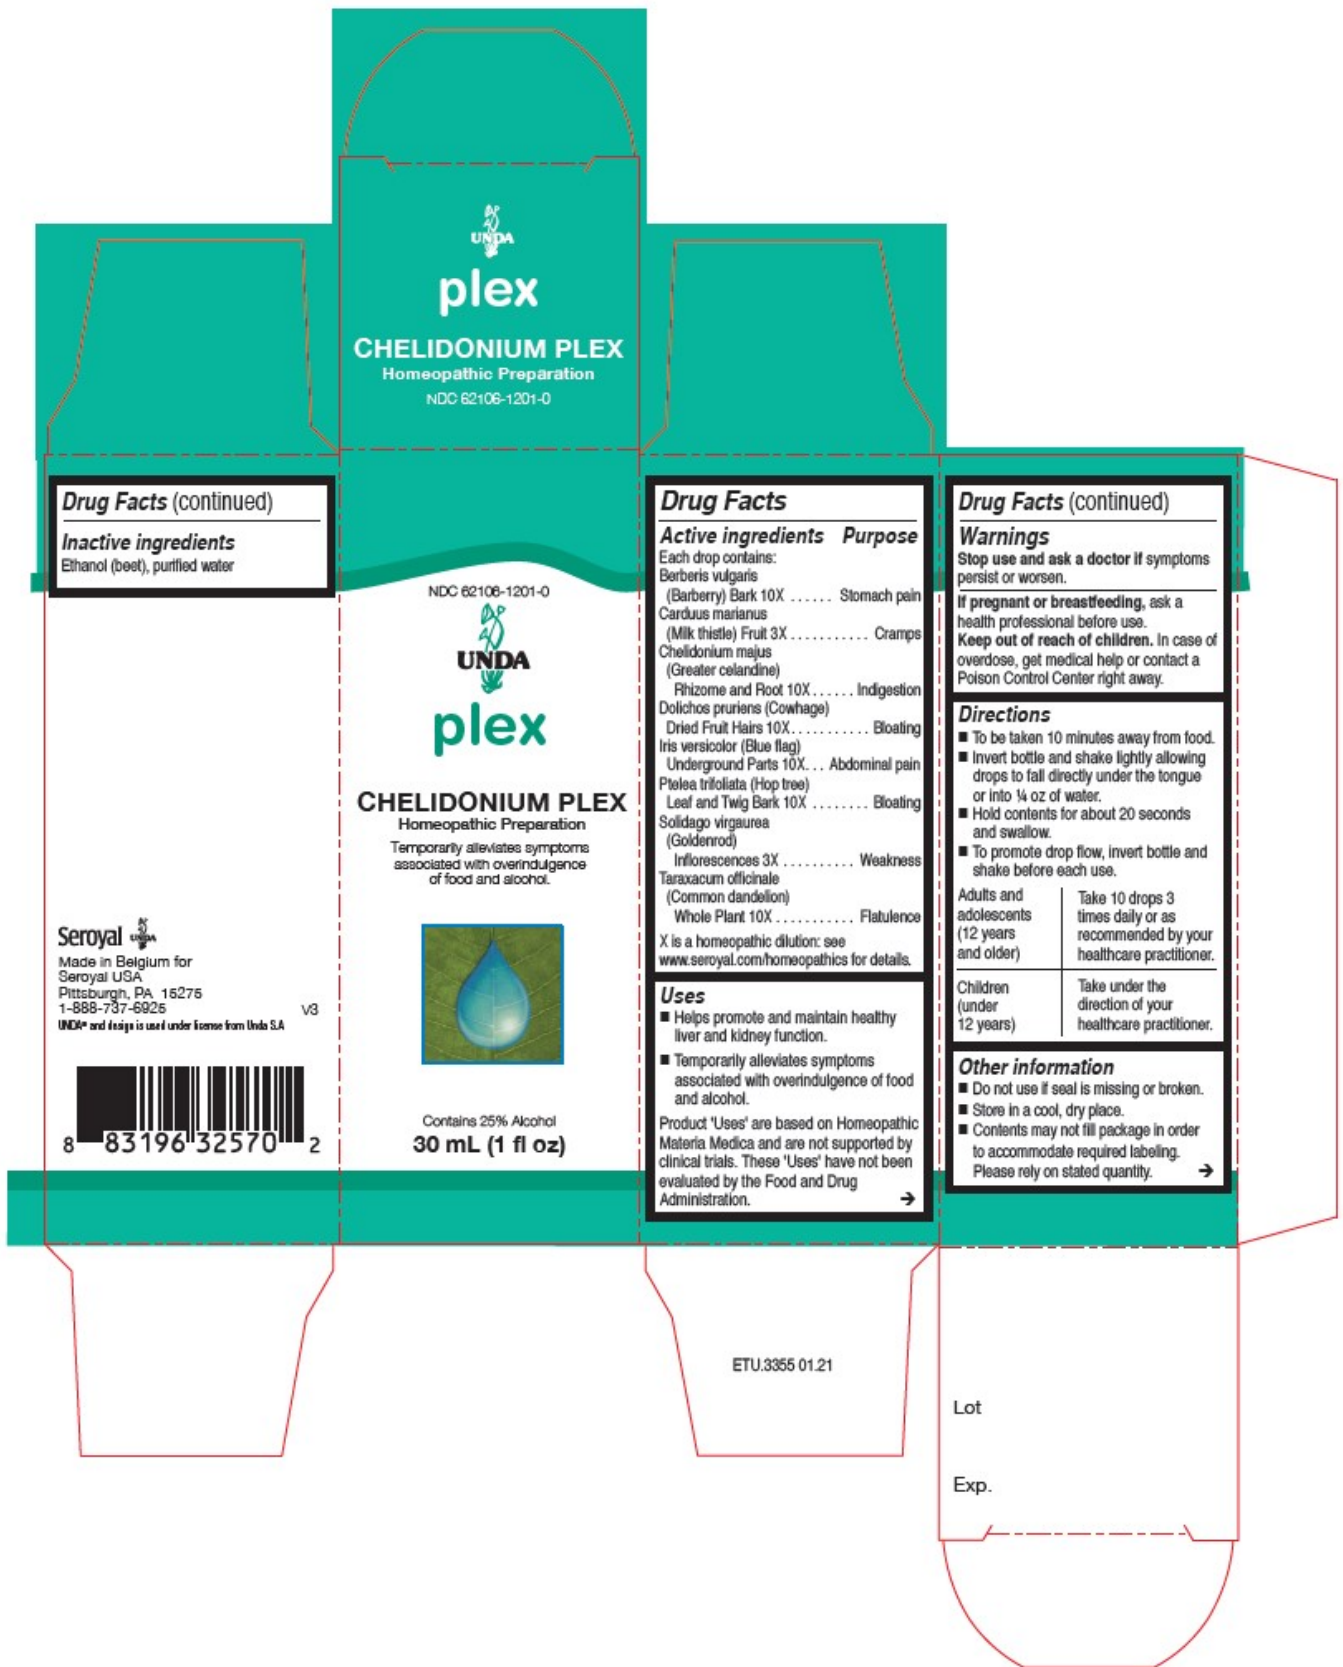 UNDA
plex
CHELIDONIUM PLEX
Homeopathic Preparation
NDC 62106-1201-0
Drug Facts (continued)
Inactive ingredients
Ethanol (beet), purified water
Seroyal UNDA
Made in Belgium for
Seroyal USA
Pittsburgh, PA 15275
1-888-737-6925
V3
UNDA® and design is used under license from Unda S.A
8 83196 32570 2
NDC 62106-1201-0
UNDA
plex
CHELIDONIUM PLEX
Homeopathic Preparation
Temporarily alleviates symptoms
associated with overindulgence
of food and alcohol.
Contains 25% Alcohol
30 mL (1 fl oz)
Drug Facts
Active ingredients Purpose
Each drop contains:
Berberis vulgaris
(Barberry) Bark 10X ...... Stomach pain
Carduus marianus
(Milk thistle) Fruit 3X ........... Cramps
Chelidonium majus
(Greater celandine)
Rhizome and Root 10X ...... Indigestion
Dolichos pruriens (Cowhage)
Dried Fruit Hairs 10X ........... Bloating
Iris versicolor (Blue flag)
Underground Parts 10X ... Abdominal pain
Ptelea trifoliata (Hop tree)
Leaf and Twig Bark 10X ........ Bloating
Solidago virgaurea
(Goldenrod)
Inflorescences 3X .......... Weakness
Taraxacum officinale
(Common dandelion)
Whole Plant 10X ........... Flatulence
X is a homeopathic dilution: see
www.seroyal.com/homeopathics for details.
Uses
■ Helps promote and maintain healthy
liver and kidney function.
■ Temporarily alleviates symptoms
associated with overindulgence of food
and alcohol.
Product 'Uses' are based on Homeopathic
Materia Medica and are not supported by
clinical trials. These 'Uses' have not been
evaluated by the Food and Drug
Administration. →
Drug Facts (continued)
Warnings
Stop use and ask a doctor if symptoms
persist or worsen.
If pregnant or breastfeeding, ask a
health professional before use.
Keep out of reach of children. In case of
overdose, get medical help or contact a
Poison Control Center right away.
Directions
■ To be taken 10 minutes away from food.
■ Invert bottle and shake lightly allowing
drops to fall directly under the tongue
or into ¼ oz of water.
■ Hold contents for about 20 seconds
and swallow.
■ To promote drop flow, invert bottle and
shake before each use.
Adults and
adolescents
(12 years
and older)
Take 10 drops 3
times daily or as
recommended by your
healthcare practitioner.
Children
(under
12 years)
Take under the
direction of your
healthcare practitioner.
Other information
■ Do not use if seal is missing or broken.
■ Store in a cool, dry place.
■ Contents may not fill package in order
to accommodate required labeling.
Please rely on stated quantity. →
ETU.3355 01.21
Lot
Exp.